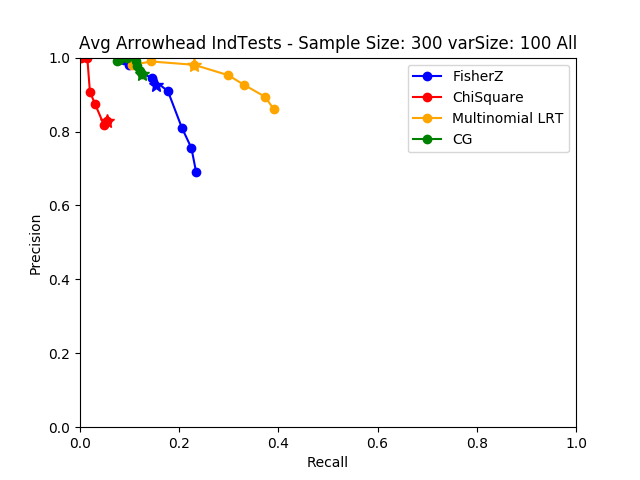 Avg Arrowhead IndTests - Sample Size: 300 varSize: 100 All
FisherZ
ChiSquare
Multinomial LRT
CG
Precision
1.0
0.8
0.6
0.4
0.2
0.0
0.0 0.2 0.4 0.6 0.8 1.0
Recall